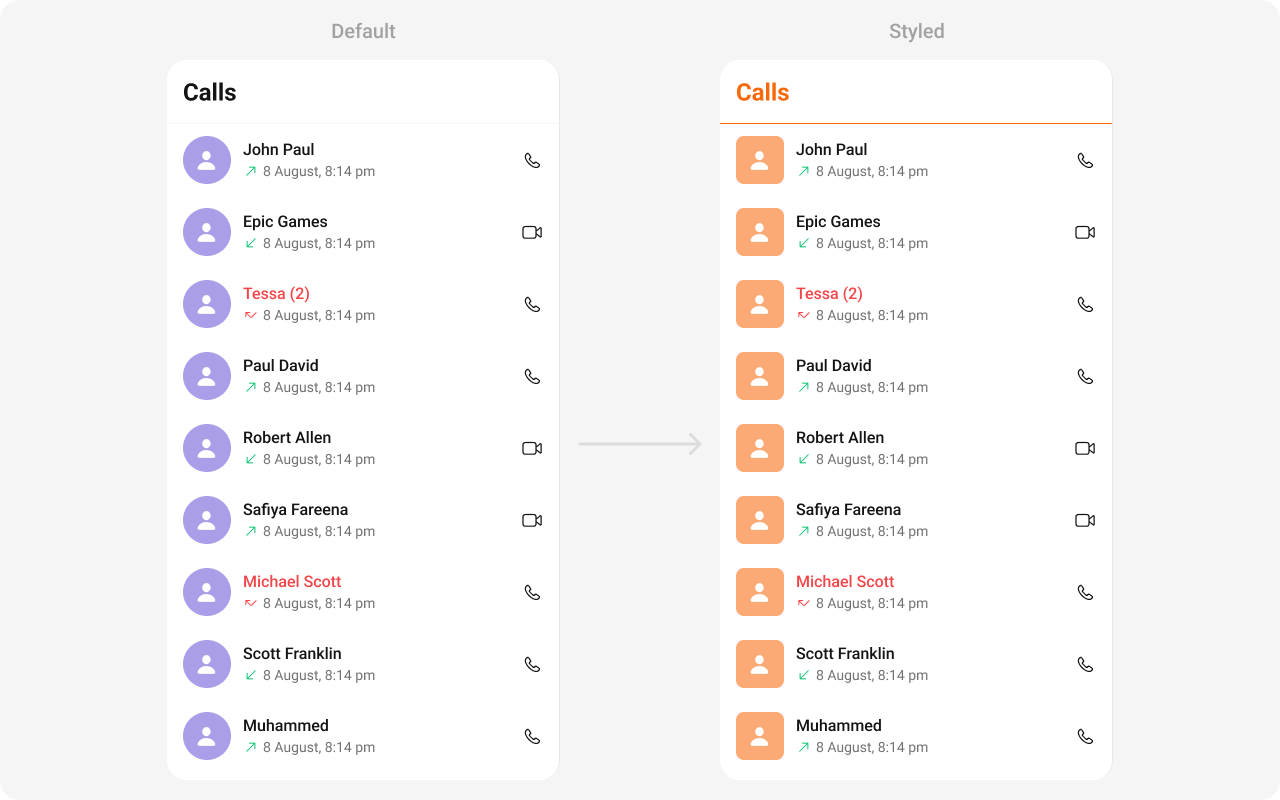 Default
Calls
John Paul
8 August, 8:14 pm
Epic Games
8 August, 8:14 pm
Tessa (2)
8 August, 8:14 pm
Paul David
8 August, 8:14 pm
Robert Allen
8 August, 8:14 pm
Safiya Fareena
8 August, 8:14 pm
Michael Scott
8 August, 8:14 pm
Scott Franklin
8 August, 8:14 pm
Muhammed
8 August, 8:14 pm
Styled
Calls
John Paul
8 August, 8:14 pm
Epic Games
8 August, 8:14 pm
Tessa (2)
8 August, 8:14 pm
Paul David
8 August, 8:14 pm
Robert Allen
8 August, 8:14 pm
Safiya Fareena
8 August, 8:14 pm
Michael Scott
8 August, 8:14 pm
Scott Franklin
8 August, 8:14 pm
Muhammed
8 August, 8:14 pm